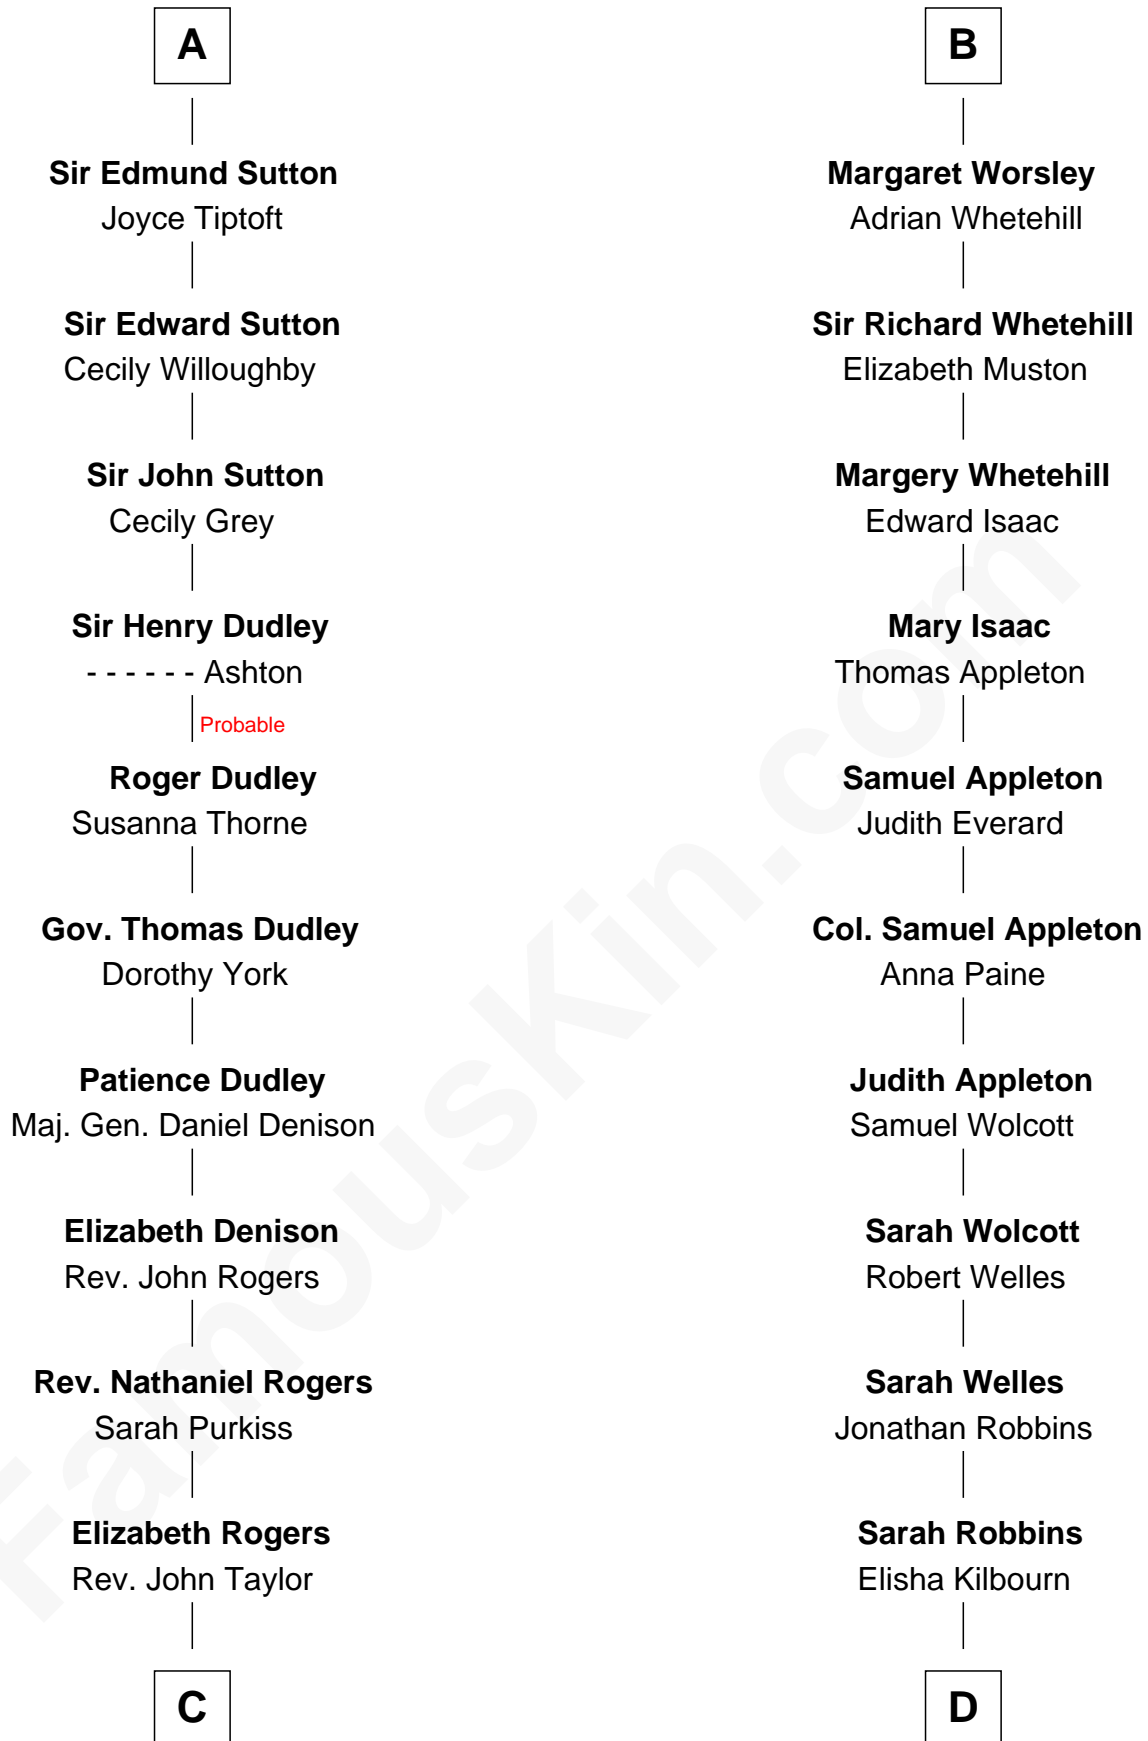 A
Sir Edmund Sutton
Joyce Tiptoft
Sir Edward Sutton
Cecily Willoughby
Sir John Sutton
Cecily Grey
Sir Henry Dudley
- - - - - - Ashton
Probable
Roger Dudley
Susanna Thorne
Gov. Thomas Dudley
Dorothy York
Patience Dudley
Maj. Gen. Daniel Denison
Elizabeth Denison
Rev. John Rogers
Rev. Nathaniel Rogers
Sarah Purkiss
Elizabeth Rogers
Rev. John Taylor
C
B
Margaret Worsley
Adrian Whetehill
Sir Richard Whetehill
Elizabeth Muston
Margery Whetehill
Edward Isaac
Mary Isaac
Thomas Appleton
Samuel Appleton
Judith Everard
Col. Samuel Appleton
Anna Paine
Judith Appleton
Samuel Wolcott
Sarah Wolcott
Robert Welles
Sarah Welles
Jonathan Robbins
Sarah Robbins
Elisha Kilbourn
D
FamousKin.com